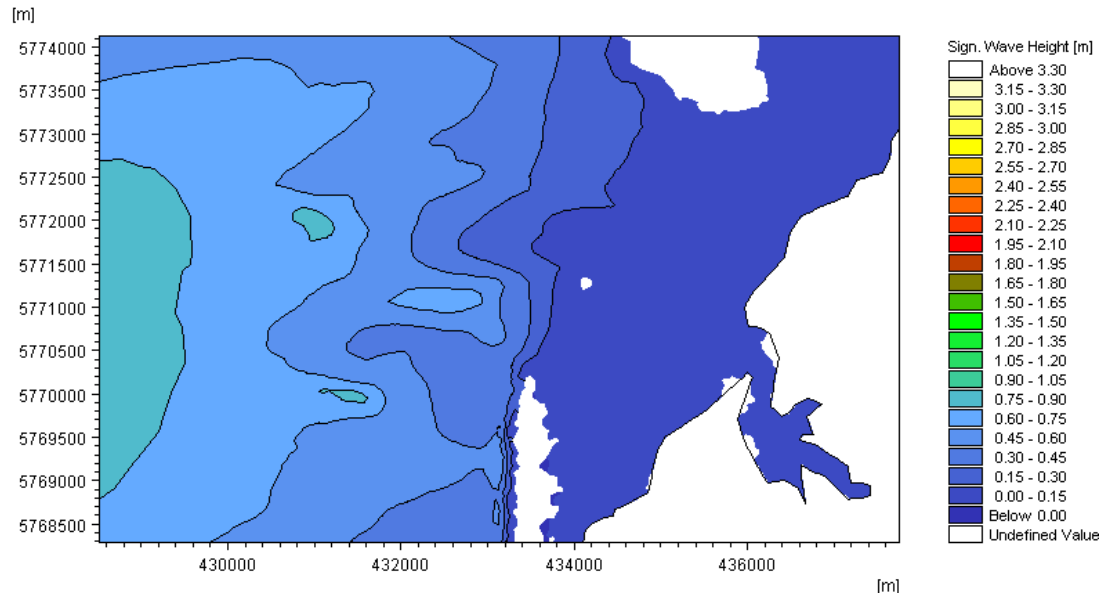 [m]
5774000
5773500
5773000
5772500
5772000
5771500
5771000
5770500
5770000
5769500
5769000
5768500
430000 432000 434000 436000
[m]
Sign. Wave Height [m]
Above 3.30
3.15 - 3.30
3.00 - 3.15
2.85 - 3.00
2.70 - 2.85
2.55 - 2.70
2.40 - 2.55
2.25 - 2.40
2.10 - 2.25
1.95 - 2.10
1.80 - 1.95
1.65 - 1.80
1.50 - 1.65
1.35 - 1.50
1.20 - 1.35
1.05 - 1.20
0.90 - 1.05
0.75 - 0.90
0.60 - 0.75
0.45 - 0.60
0.30 - 0.45
0.15 - 0.30
0.00 - 0.15
Below 0.00
Undefined Value